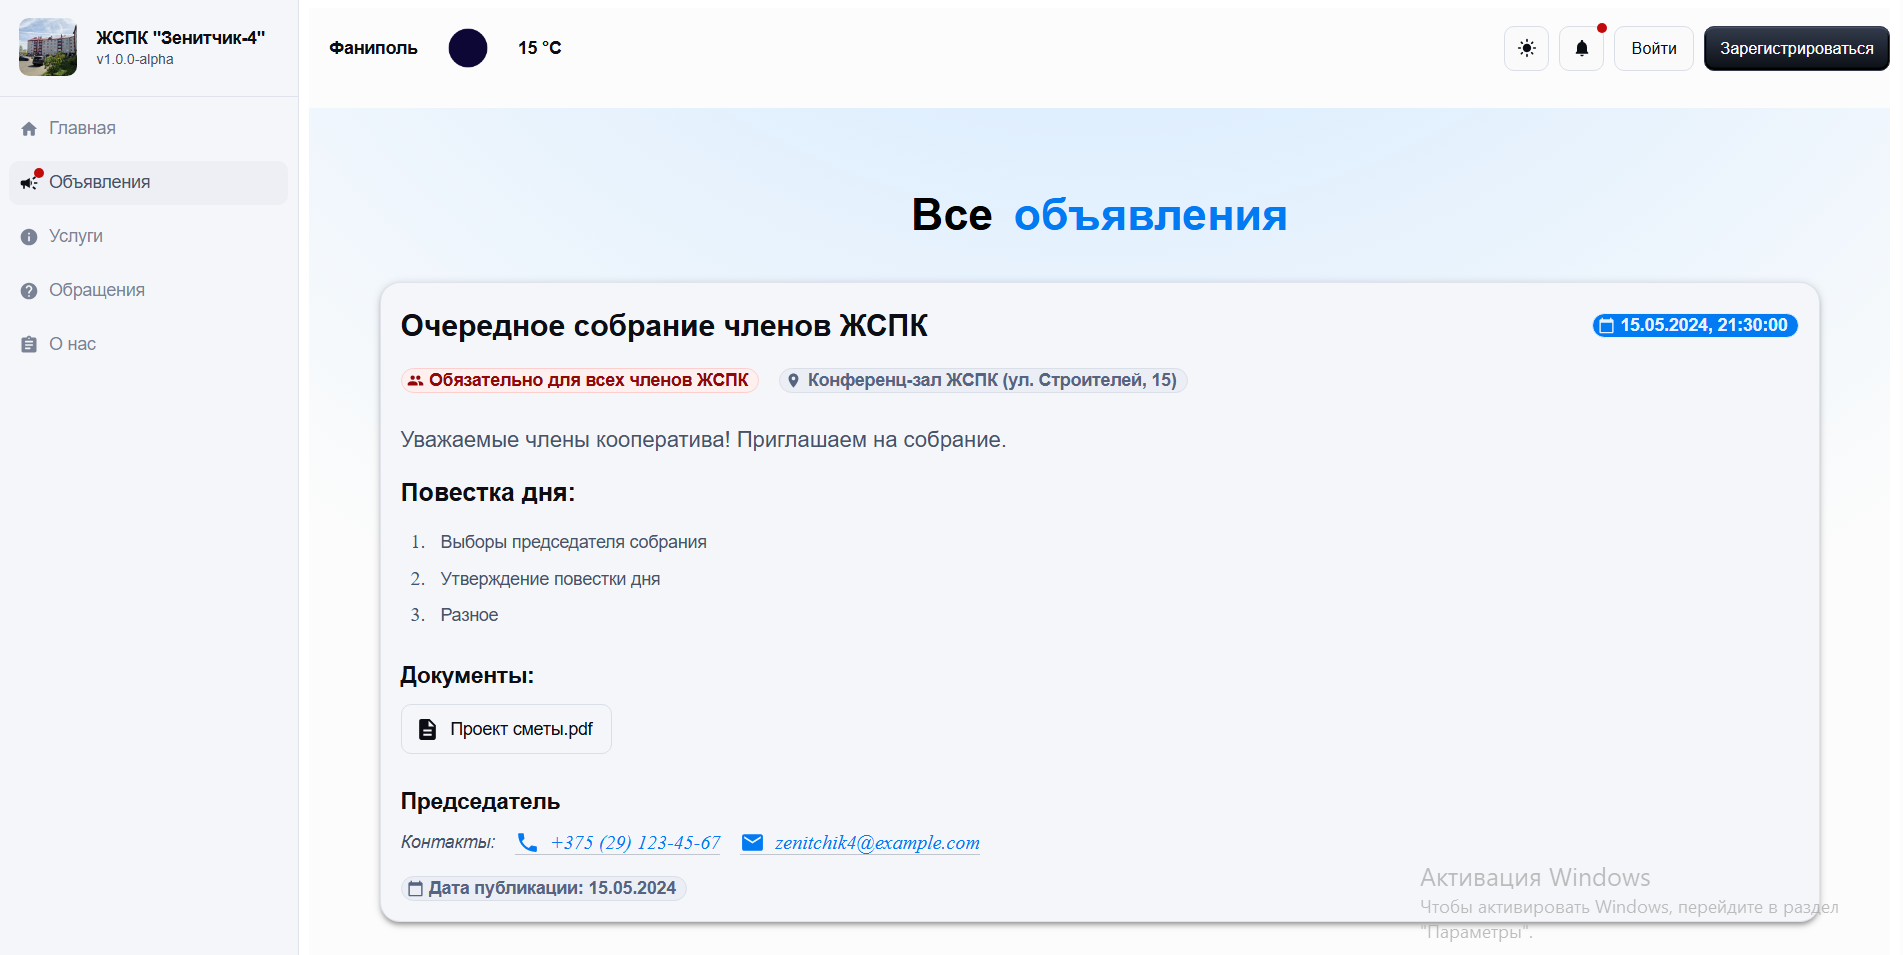 ЖСПК "Зенитчик-4"
v1.0.0-alpha
Фаниполь
15 °C
Войти
Зарегистрироваться
Главная
Объявления
Услуги
Обращения
О нас
Все объявления
Очередное собрание членов ЖСПК
15.05.2024, 21:30:00
Обязательно для всех членов ЖСПК
Конференц-зал ЖСПК (ул. Строителей, 15)
Уважаемые члены кооператива! Приглашаем на собрание.
Повестка дня:
1. Выборы председателя собрания
2. Утверждение повестки дня
3. Разное
Документы:
Проект сметы.pdf
Председатель
Контакты: +375 (29) 123-45-67 zenitchik4@example.com
Дата публикации: 15.05.2024
Активация Windows
Чтобы активировать Windows, перейдите в раздел
"Параметры".